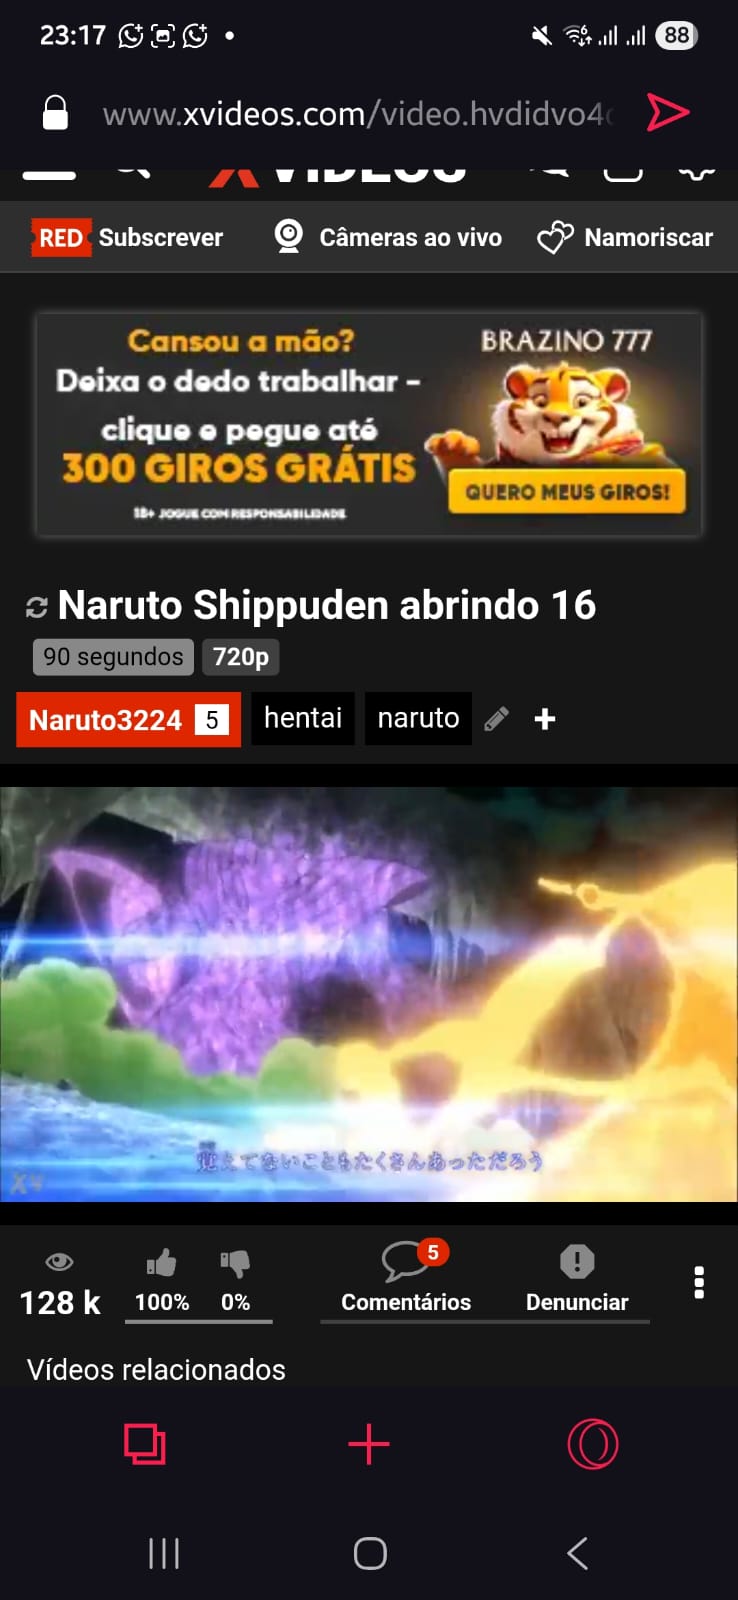 23:17
88
www.xvideos.com/video.hvdidvo4
XVIDEOS
RED Subscrever Câmeras ao vivo Namoriscar
Cansou a mão?
Deixa o dedo trabalhar –
clique e pegue até
300 GIROS GRÁTIS
18+ JOGUE COM RESPONSABILIDADE
BRAZINO 777
QUERO MEUS GIROS!
Naruto Shippuden abrindo 16
90 segundos 720p
Naruto3224 5 hentai naruto
覚えてないこともたくさんあっただろう
XV
128 k 100% 0% 5 Comentários Denunciar
Vídeos relacionados